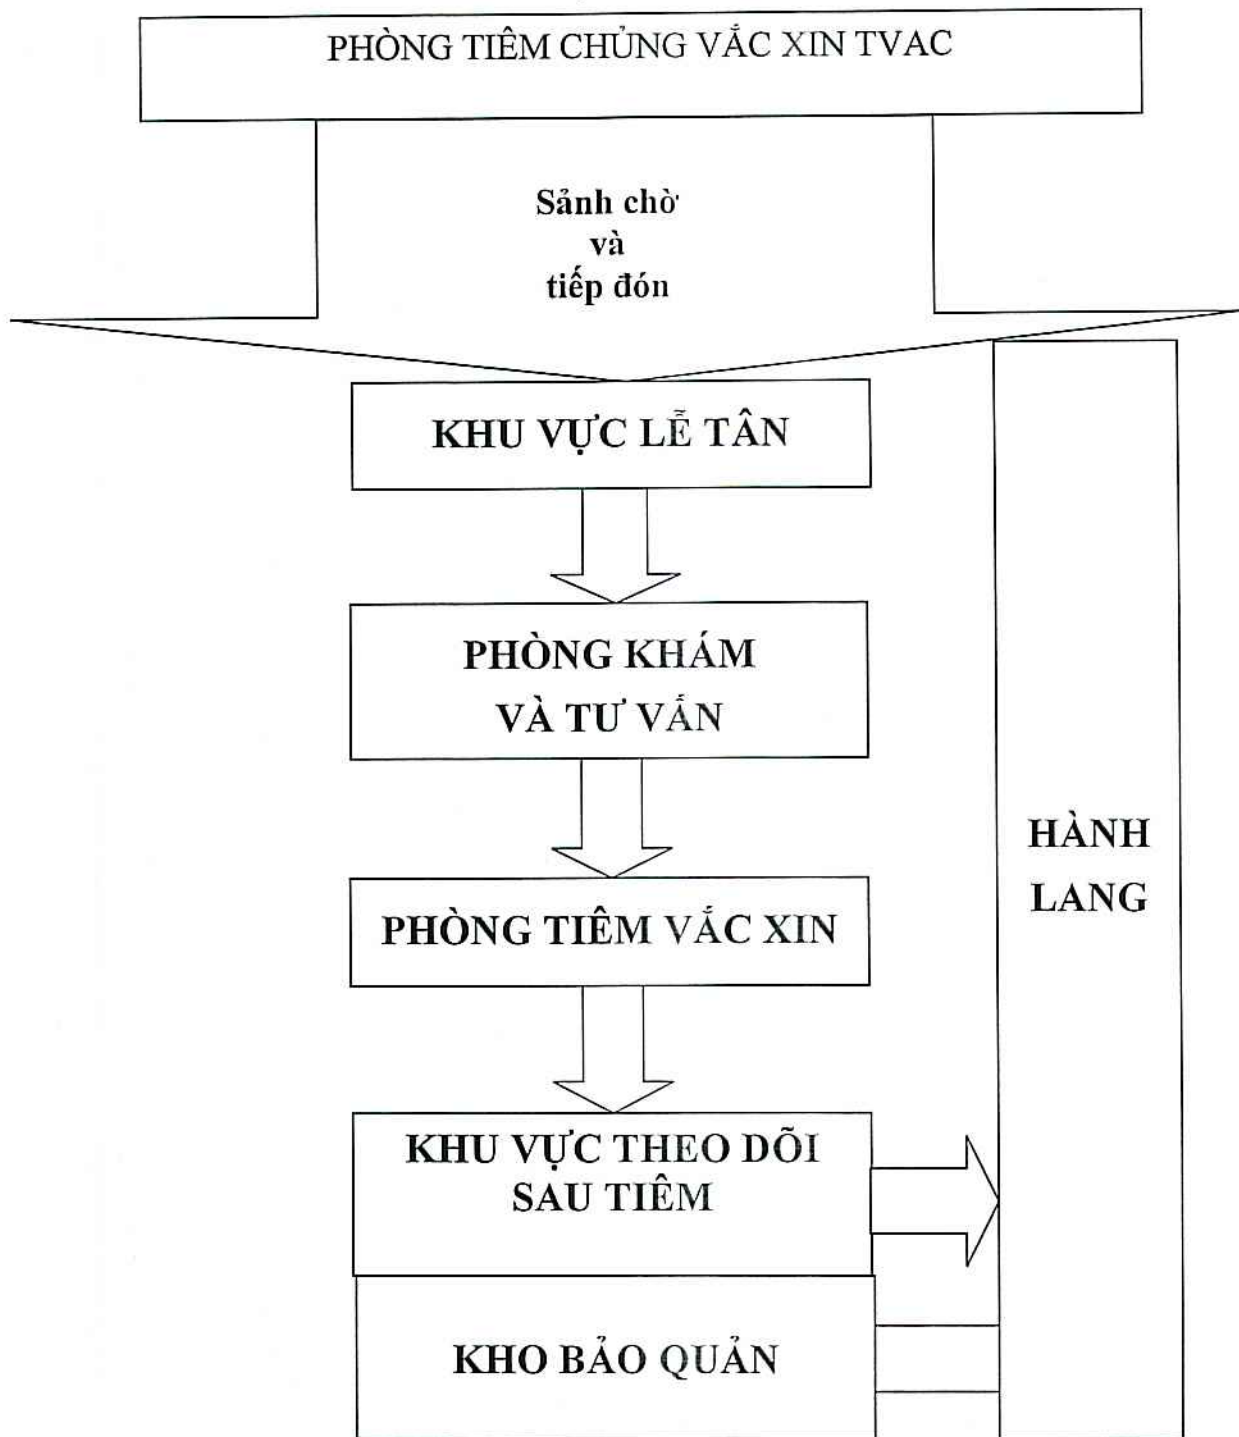 PHÒNG TIÊM CHỦNG VẮC XIN TVAC
Sảnh chờ
và
tiếp đón
KHU VỰC LỄ TÂN
PHÒNG KHÁM
VÀ TƯ VẤN
PHÒNG TIÊM VẮC XIN
KHU VỰC THEO DÕI
SAU TIÊM
KHO BẢO QUẢN
HÀNH
LANG